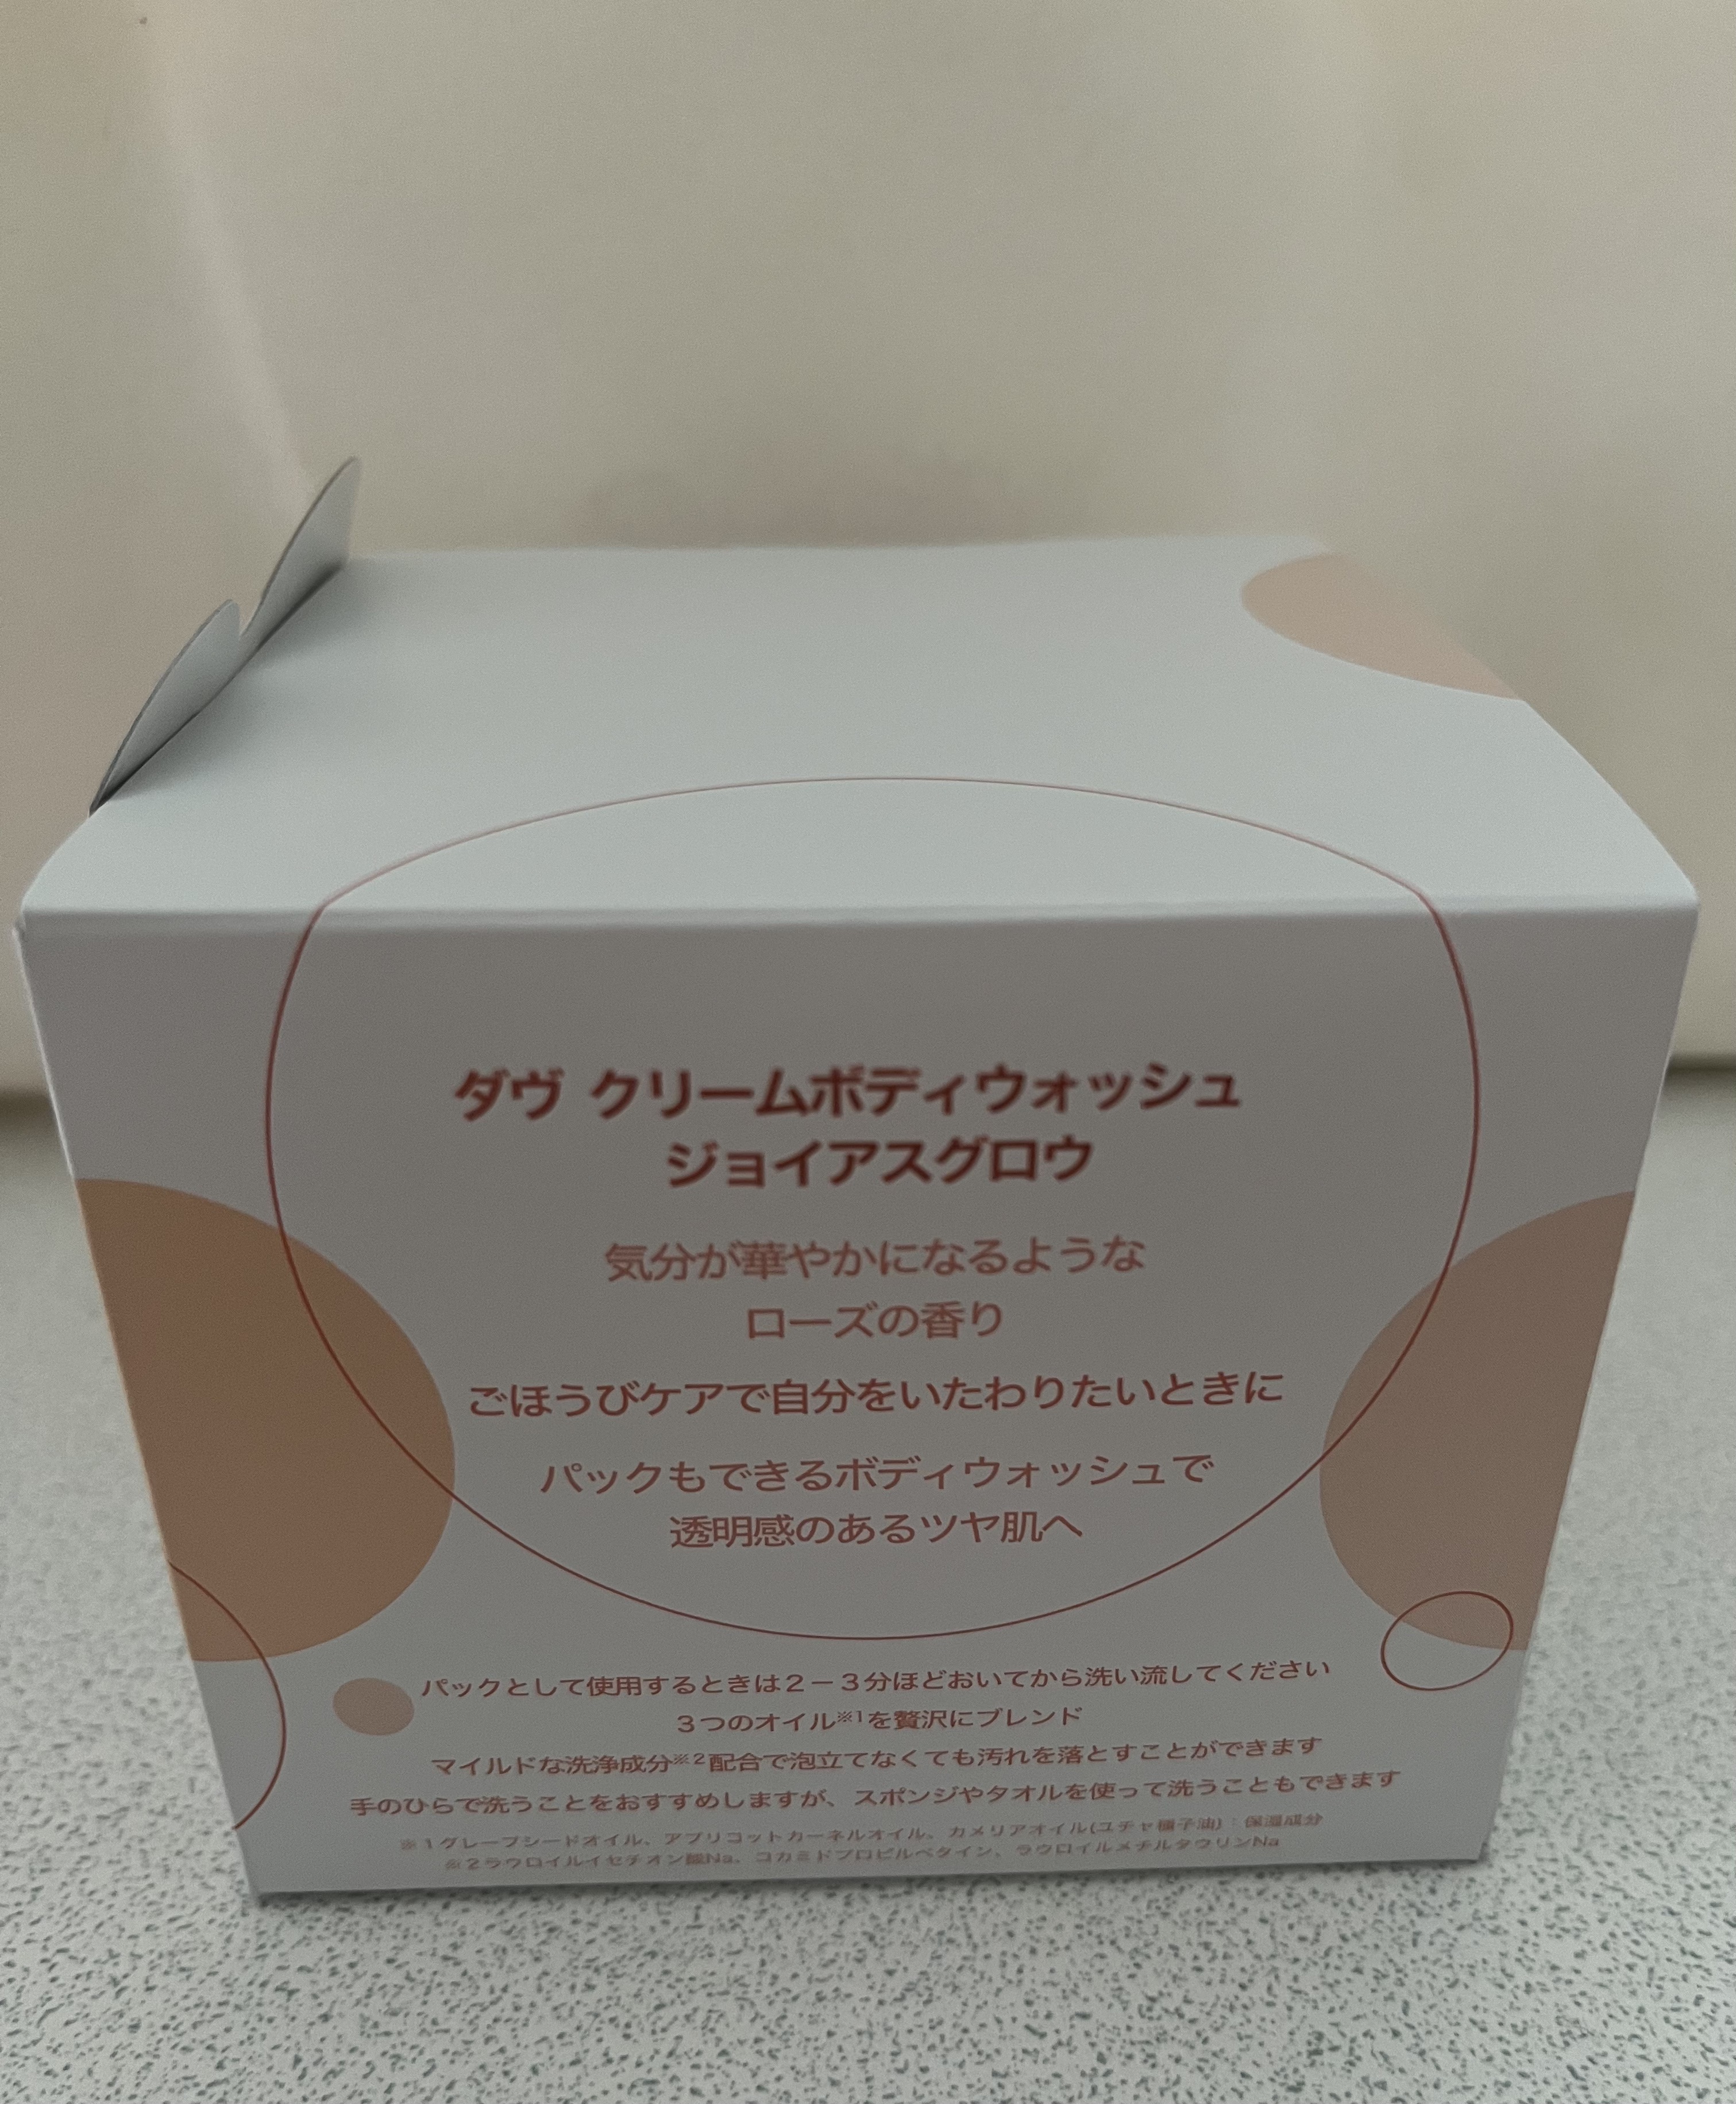 ダヴ クリームボディウォッシュ
ジョイアスグロウ
気分が華やかになるような
ローズの香り
ごほうびケアで自分をいたわりたいときに
パックもできるボディウォッシュで
透明感のあるツヤ肌へ
パックとして使用するときは２－３分ほどおいてから洗い流してください
３つのオイル※1を贅沢にブレンド
マイルドな洗浄成分※2配合で泡立てなくても汚れを落とすことができます
手のひらで洗うことをおすすめしますが、スポンジやタオルを使って洗うこともできます
※１グレープシードオイル、アプリコットカーネルオイル、カメリアオイル(ユチャ種子油)：保湿成分
※２ラウロイルイセチオン酸Na、コカミドプロピルベタイン、ラウロイルメチルタウリンNa